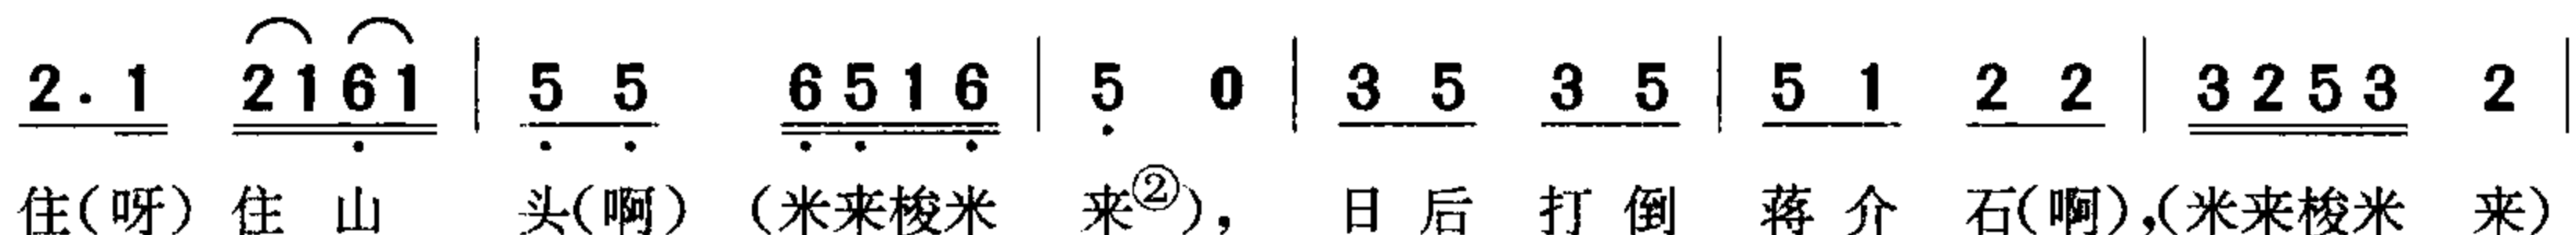 2·1 2161 | 5 5 6516 | 5 0 | 3 5 3 5 | 5 1 2 2 | 3253 2 |
住(呀)住山 头(啊) (米来梭米 来②), 日后 打倒 蒋介 石(啊),(米来梭米 来)